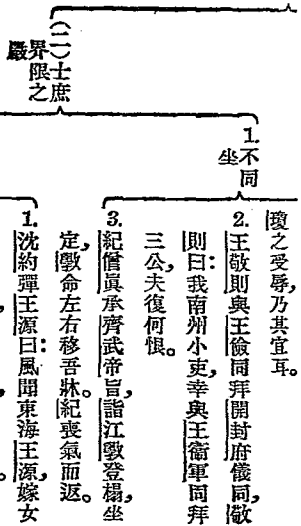 (二)士庶
界限之
嚴
1.不同
坐
瓊之受辱,乃其宜耳。
2.王敬則與王儉同拜開封府儀同,敬
則曰:我南州小吏,幸與王衞軍同拜
三公,夫復何恨。
3.紀僧眞承齊武帝旨,詣江斆登榻,坐
定,斆命左右移吾牀。紀喪氣而返。
1.沈約彈王源曰:風聞東海王源,嫁女